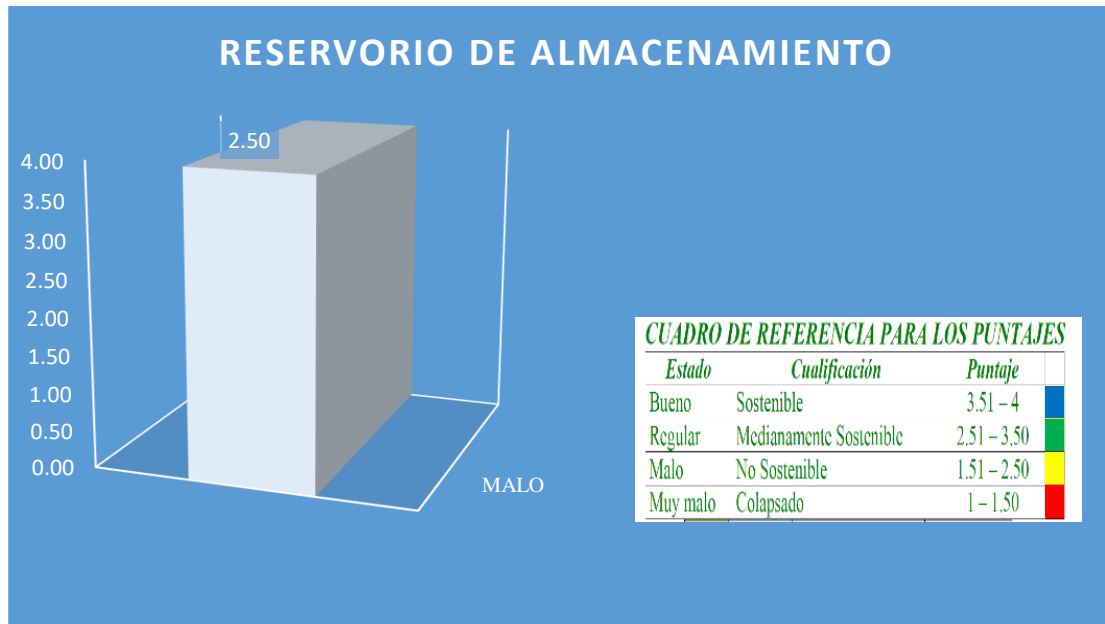 RESERVORIO DE ALMACENAMIENTO
2.50
4.00
3.50
3.00
2.50
2.00
1.50
1.00
0.50
0.00
MALO
CUADRO DE REFERENCIA PARA LOS PUNTAJES
Estado Cualificación Puntaje
Bueno Sostenible 3.51 – 4
Regular Medianamente Sostenible 2.51 – 3.50
Malo No Sostenible 1.51 – 2.50
Muy malo Colapsado 1 – 1.50